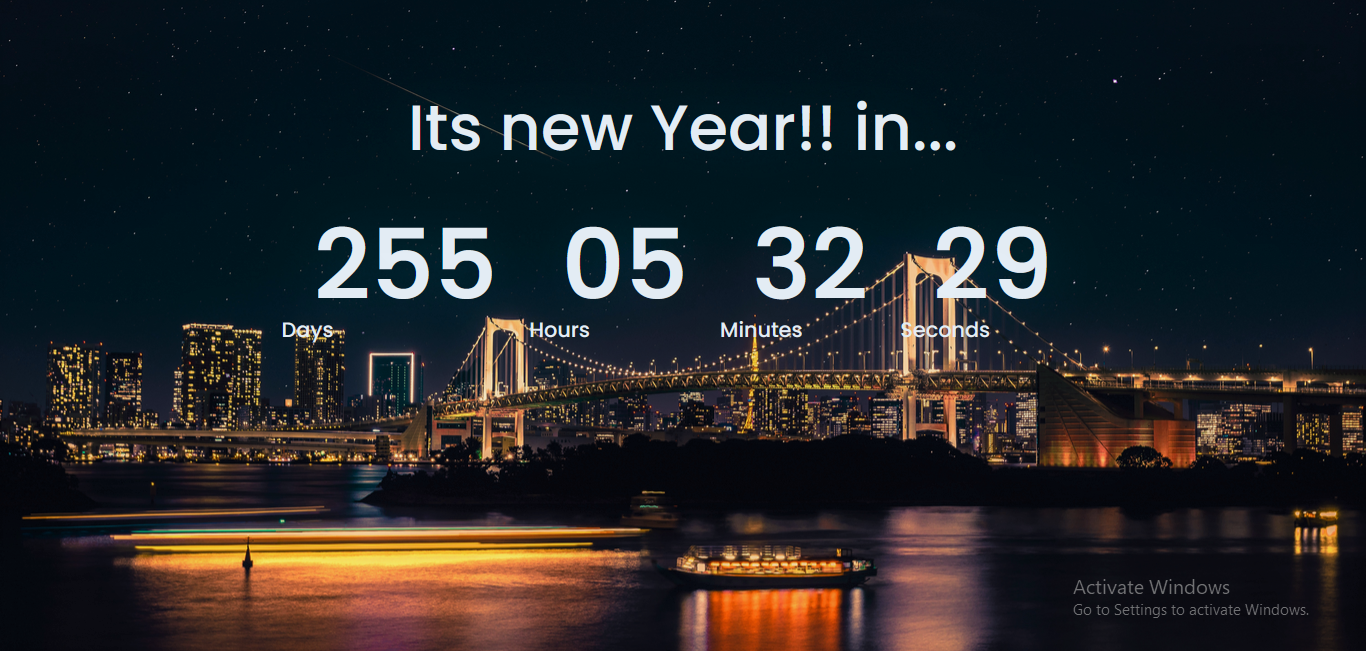 Its new Year!! in...
255 05 32 29
Days Hours Minutes Seconds
Activate Windows
Go to Settings to activate Windows.